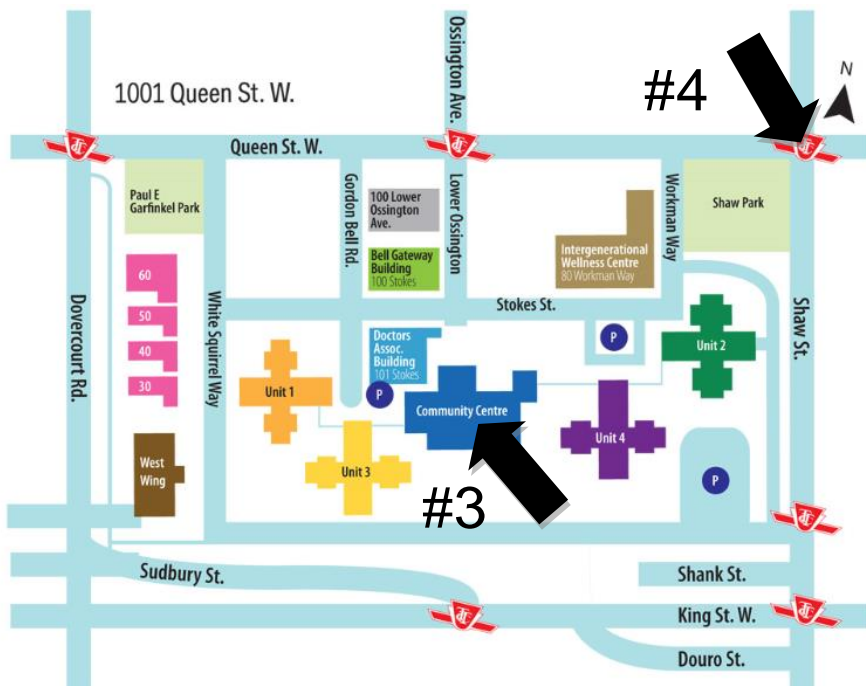 Ossington Ave.
#4
N
1001 Queen St. W.
Queen St. W.
Paul E
Garfinkel Park
Gordon Bell Rd.
100 Lower
Ossington
Ave.
Lower Ossington
Workman Way
Shaw Park
Bell Gateway
Building
100 Stokes
Intergenerational
Wellness Centre
80 Workman Way
60
50
40
30
Dovercourt Rd.
White Squirrel Way
Stokes St.
Shaw St.
Doctors
Assoc.
Building
101 Stokes
P
Unit 2
Unit 1
P
Community Centre
Unit 4
West
Wing
Unit 3
P
#3
Sudbury St.
Shank St.
King St. W.
Douro St.